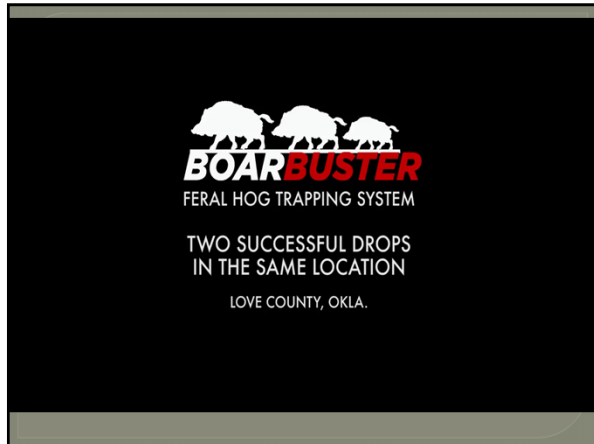 BOARBUSTER
FERAL HOG TRAPPING SYSTEM
TWO SUCCESSFUL DROPS
IN THE SAME LOCATION
LOVE COUNTY, OKLA.